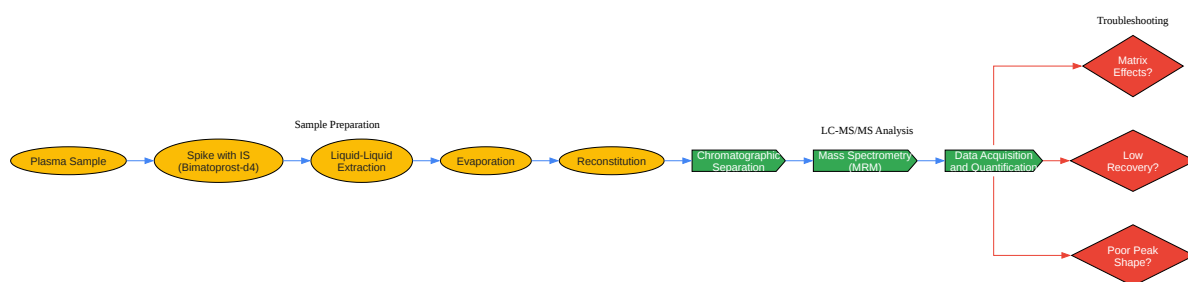 Troubleshooting
Matrix
Effects?
Sample Preparation
LC-MS/MS Analysis
Plasma Sample
Spike with IS
(Bimatoprost-d4)
Liquid-Liquid
Extraction
Evaporation
Reconstitution
Chromatographic
Separation
Mass Spectrometry
(MRM)
Data Acquisition
and Quantification
Low
Recovery?
Poor Peak
Shape?